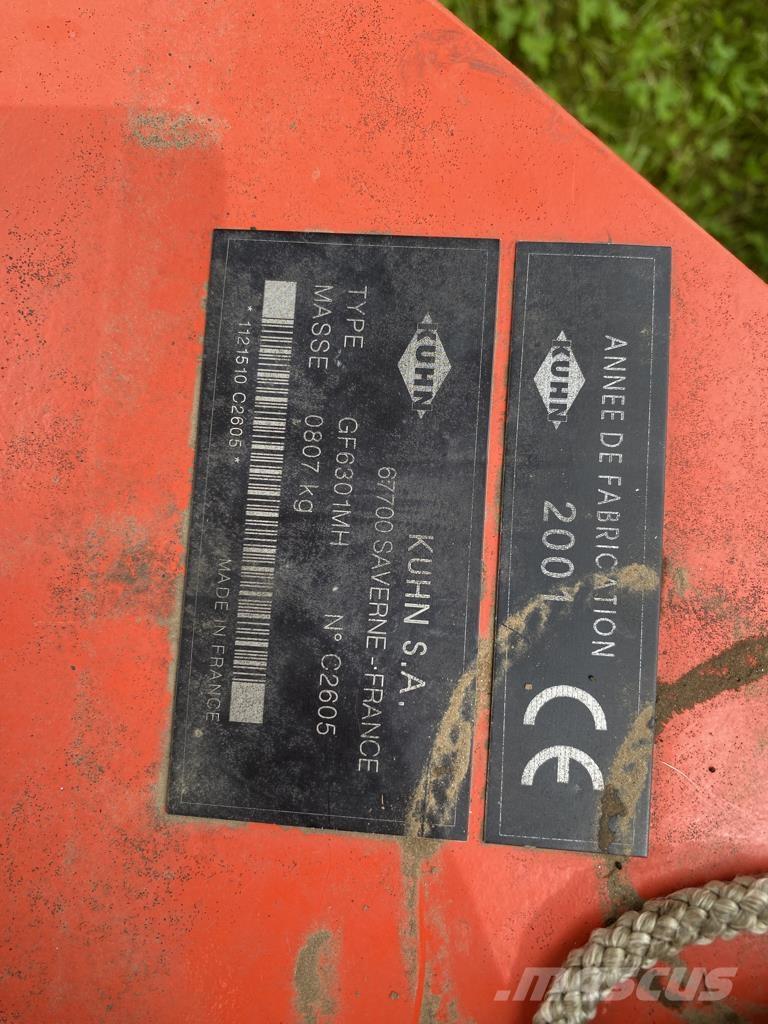 ANNEE DE FABRICATION
KUHN 2001 CE
KUHN
KUHN S.A.
67700 SAVERNE - FRANCE
TYPE GF6301MH N° C2605
MASSE 0807 kg
* 1121510 C2605 * MADE IN FRANCE
mascus